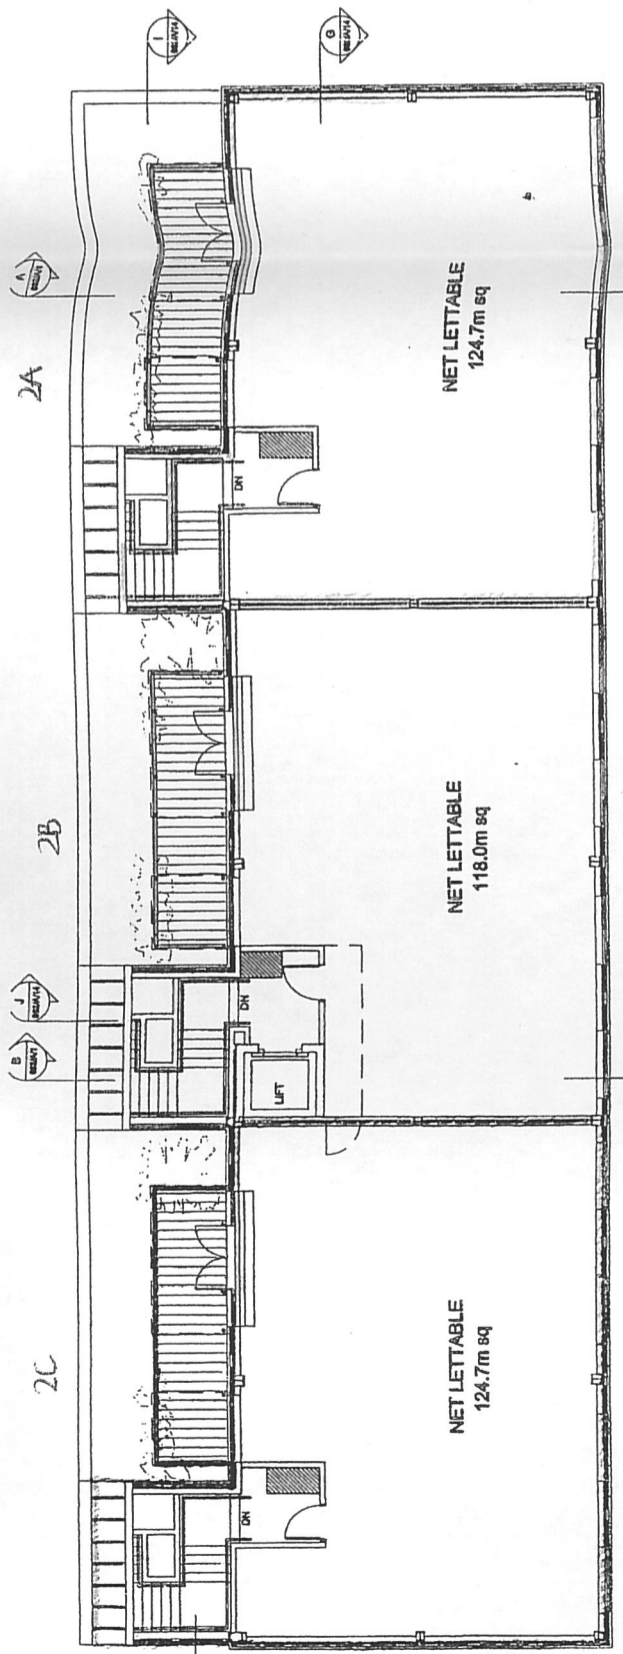 I
G
A
2A
NET LETTABLE
124.7m sq
DN
2B
NET LETTABLE
118.0m sq
J
B
DN
LIFT
2C
NET LETTABLE
124.7m sq
DN